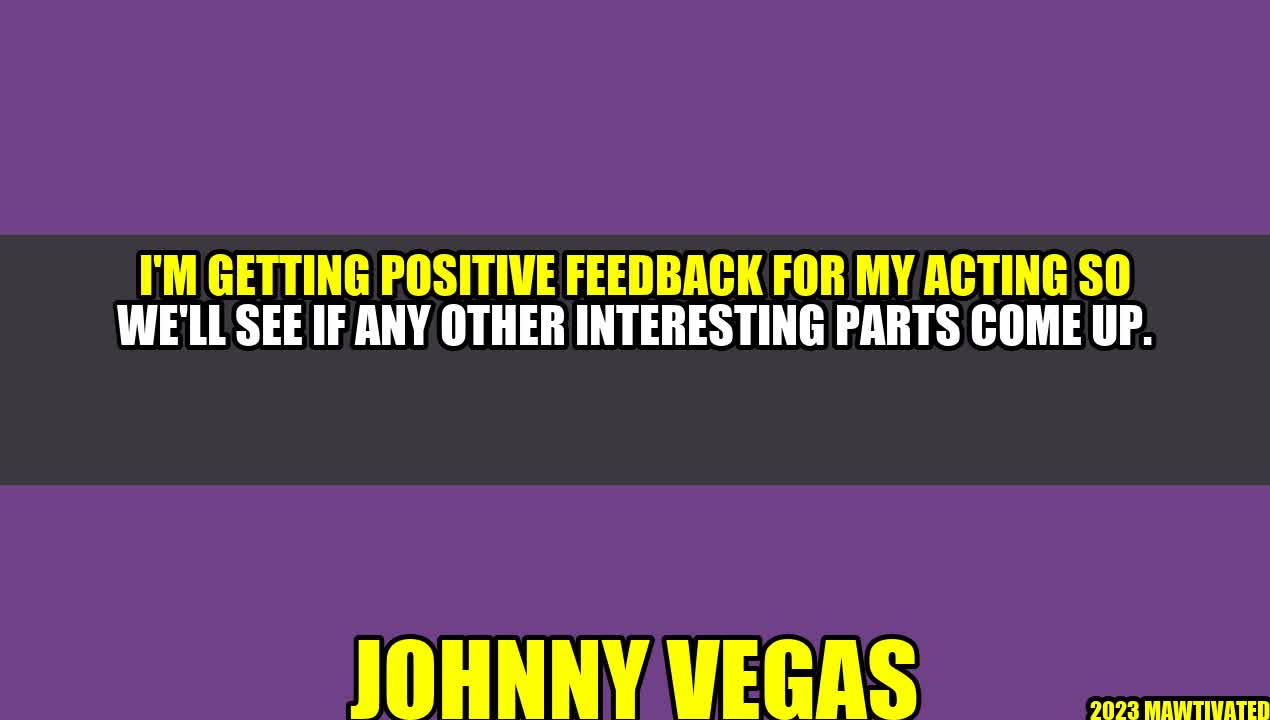 I'M GETTING POSITIVE FEEDBACK FOR MY ACTING SO
WE'LL SEE IF ANY OTHER INTERESTING PARTS COME UP.
JOHNNY VEGAS
2023 MAWTIVATED